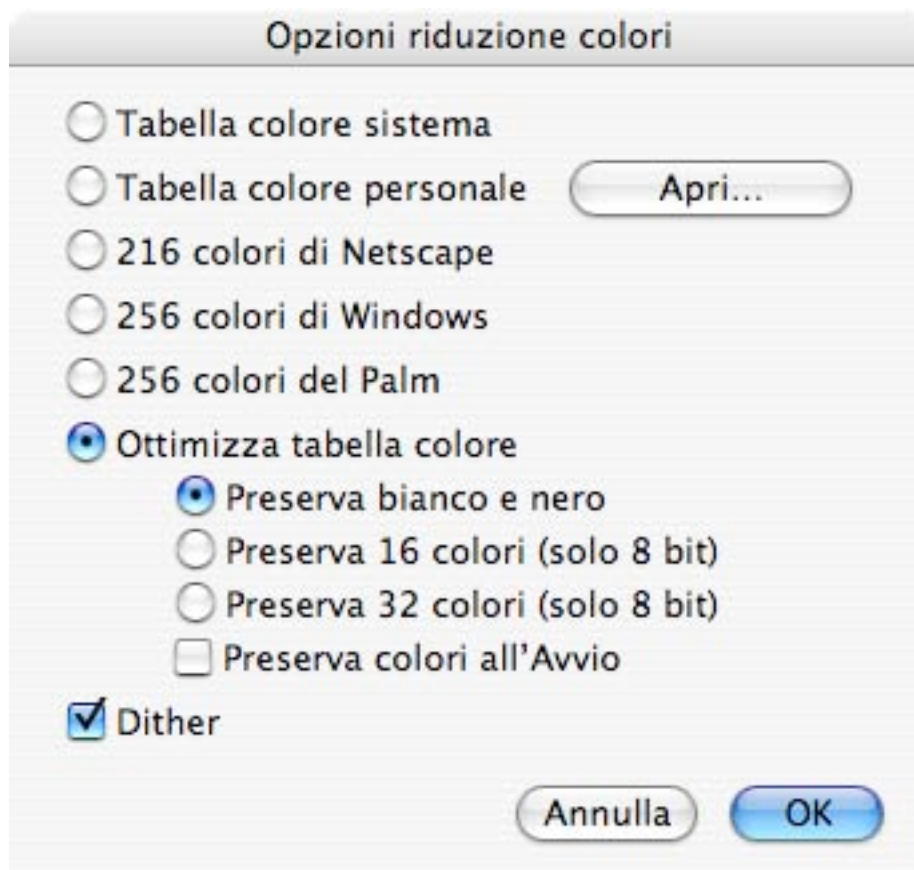 Opzioni riduzione colori
Tabella colore sistema
Tabella colore personale Apri...
216 colori di Netscape
256 colori di Windows
256 colori del Palm
Ottimizza tabella colore
Preserva bianco e nero
Preserva 16 colori (solo 8 bit)
Preserva 32 colori (solo 8 bit)
Preserva colori all’Avvio
Dither
Annulla OK